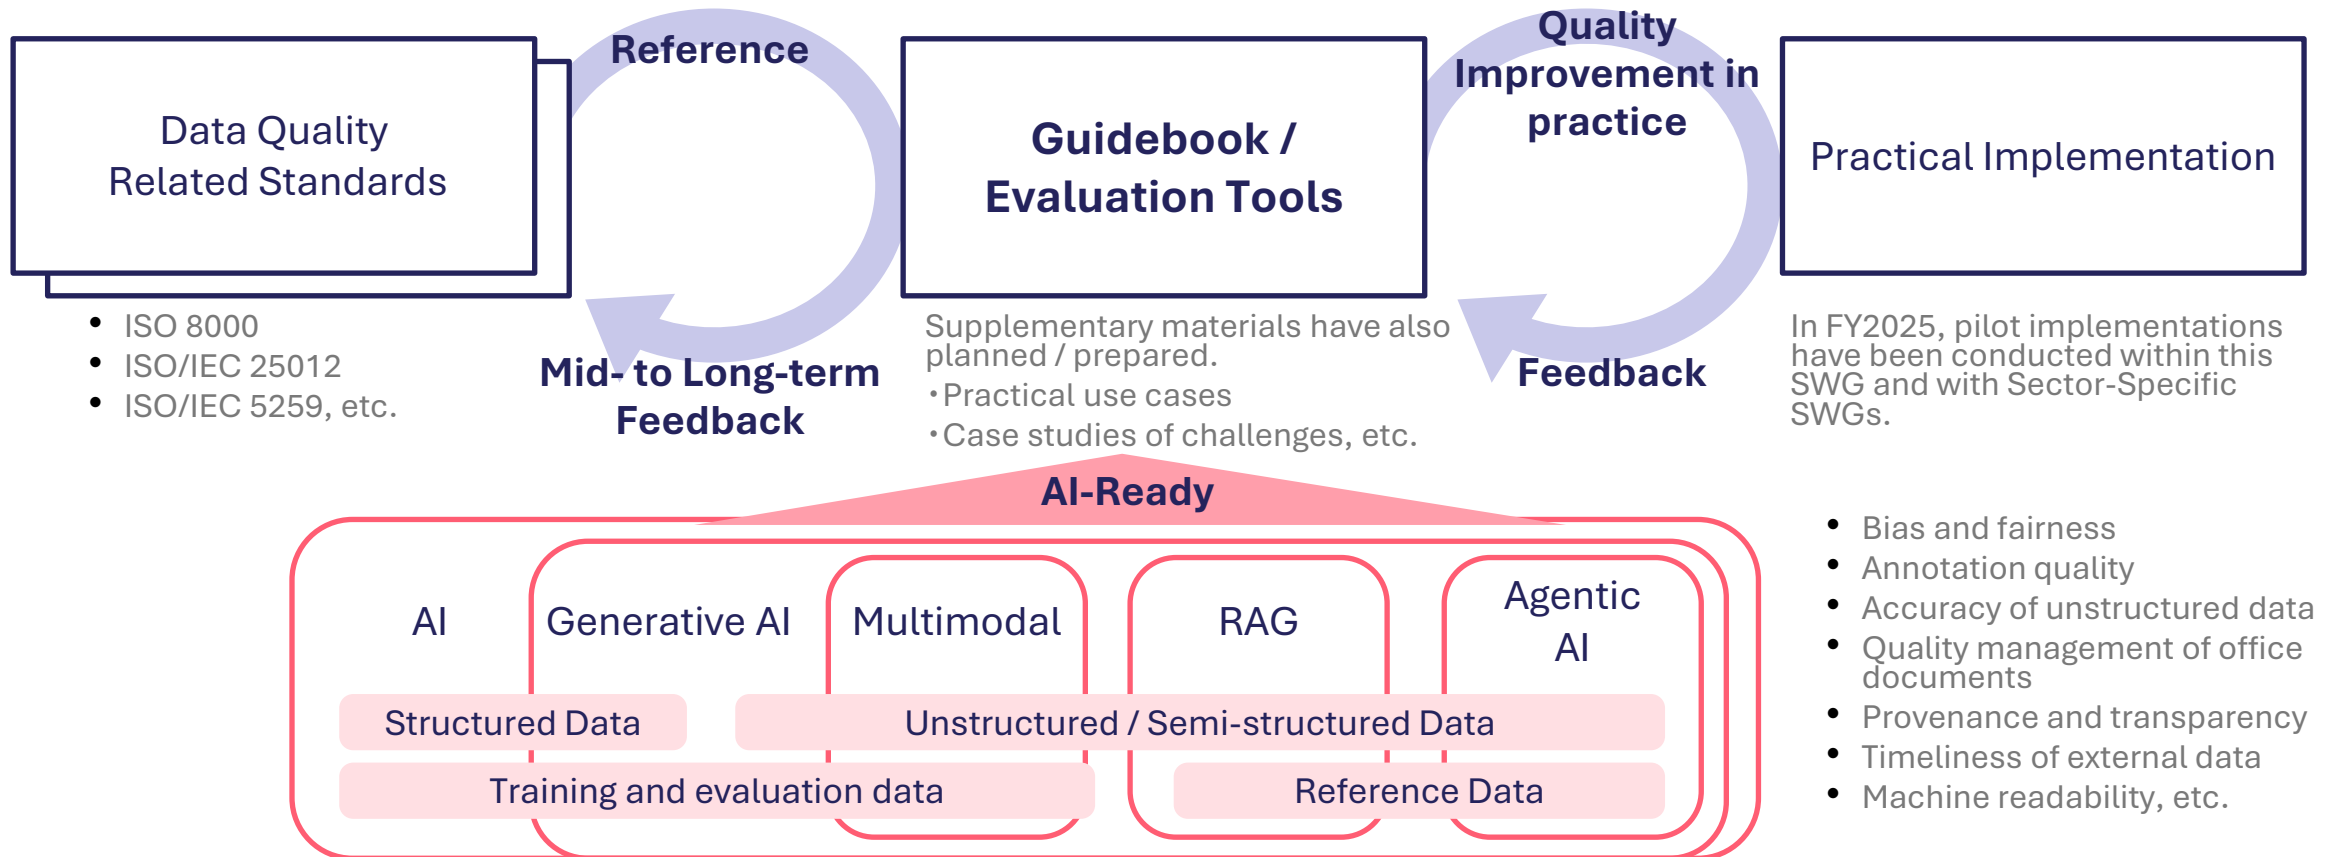 Data Quality
Related Standards
• ISO 8000
• ISO/IEC 25012
• ISO/IEC 5259, etc.
Reference
Mid- to Long-term
Feedback
Guidebook /
Evaluation Tools
Supplementary materials have also
planned / prepared.
・Practical use cases
・Case studies of challenges, etc.
Quality
Improvement in
practice
Feedback
Practical Implementation
In FY2025, pilot implementations
have been conducted within this
SWG and with Sector-Specific
SWGs.
AI-Ready
AI
Generative AI
Multimodal
RAG
Agentic
AI
Structured Data
Unstructured / Semi-structured Data
Training and evaluation data
Reference Data
• Bias and fairness
• Annotation quality
• Accuracy of unstructured data
• Quality management of office
documents
• Provenance and transparency
• Timeliness of external data
• Machine readability, etc.